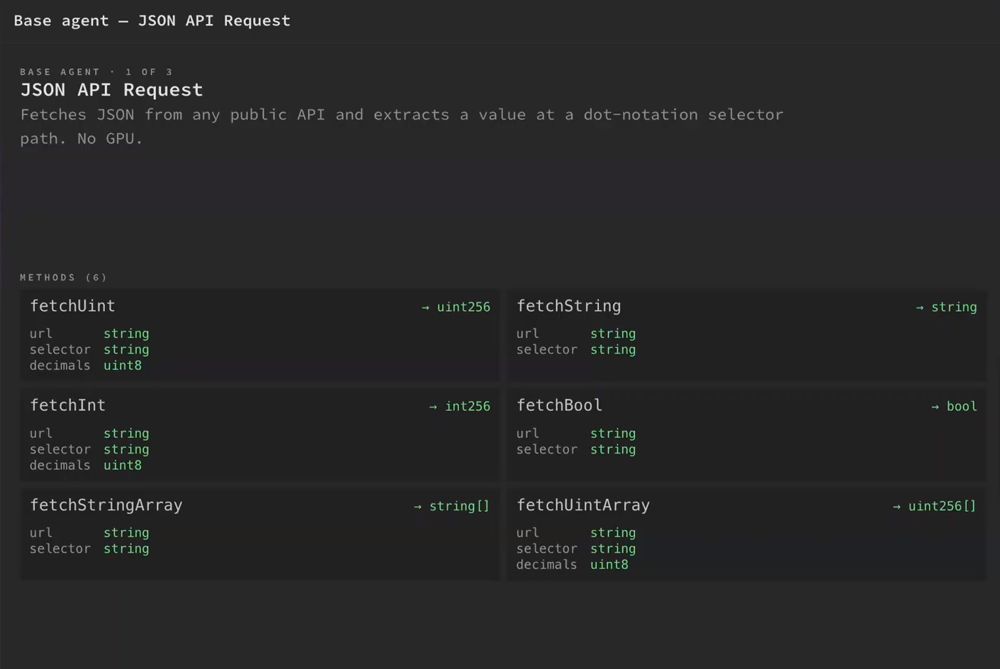 Base agent — JSON API Request
BASE AGENT · 1 OF 3
JSON API Request
Fetches JSON from any public API and extracts a value at a dot-notation selector
path. No GPU.
METHODS (6)
fetchUint → uint256
url string
selector string
decimals uint8
fetchString → string
url string
selector string
fetchInt → int256
url string
selector string
decimals uint8
fetchBool → bool
url string
selector string
fetchStringArray → string[]
url string
selector string
fetchUintArray → uint256[]
url string
selector string
decimals uint8